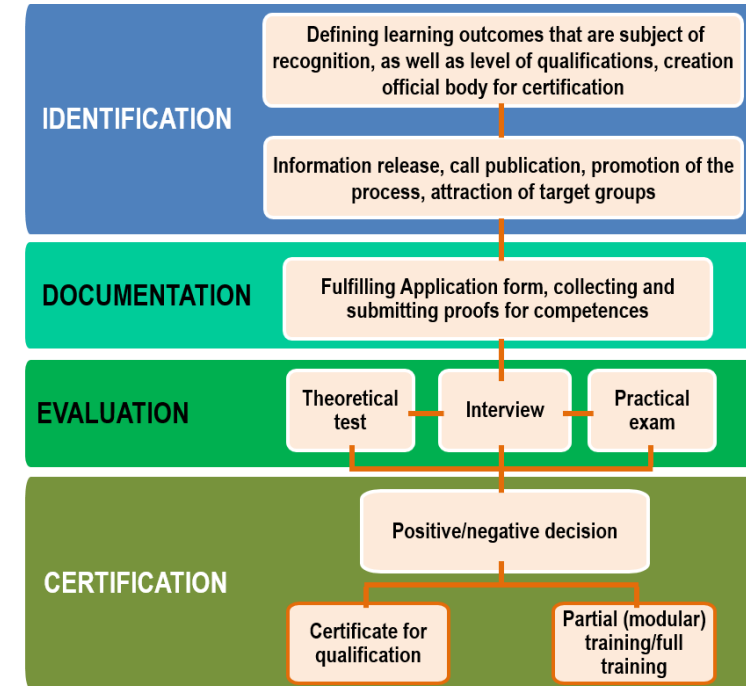 IDENTIFICATION
Defining learning outcomes that are subject of
recognition, as well as level of qualifications, creation
official body for certification
Information release, call publication, promotion of the
process, attraction of target groups
DOCUMENTATION
Fulfilling Application form, collecting and
submitting proofs for competences
EVALUATION
Theoretical
test
Interview
Practical
exam
CERTIFICATION
Positive/negative decision
Certificate for
qualification
Partial (modular)
training/full
training